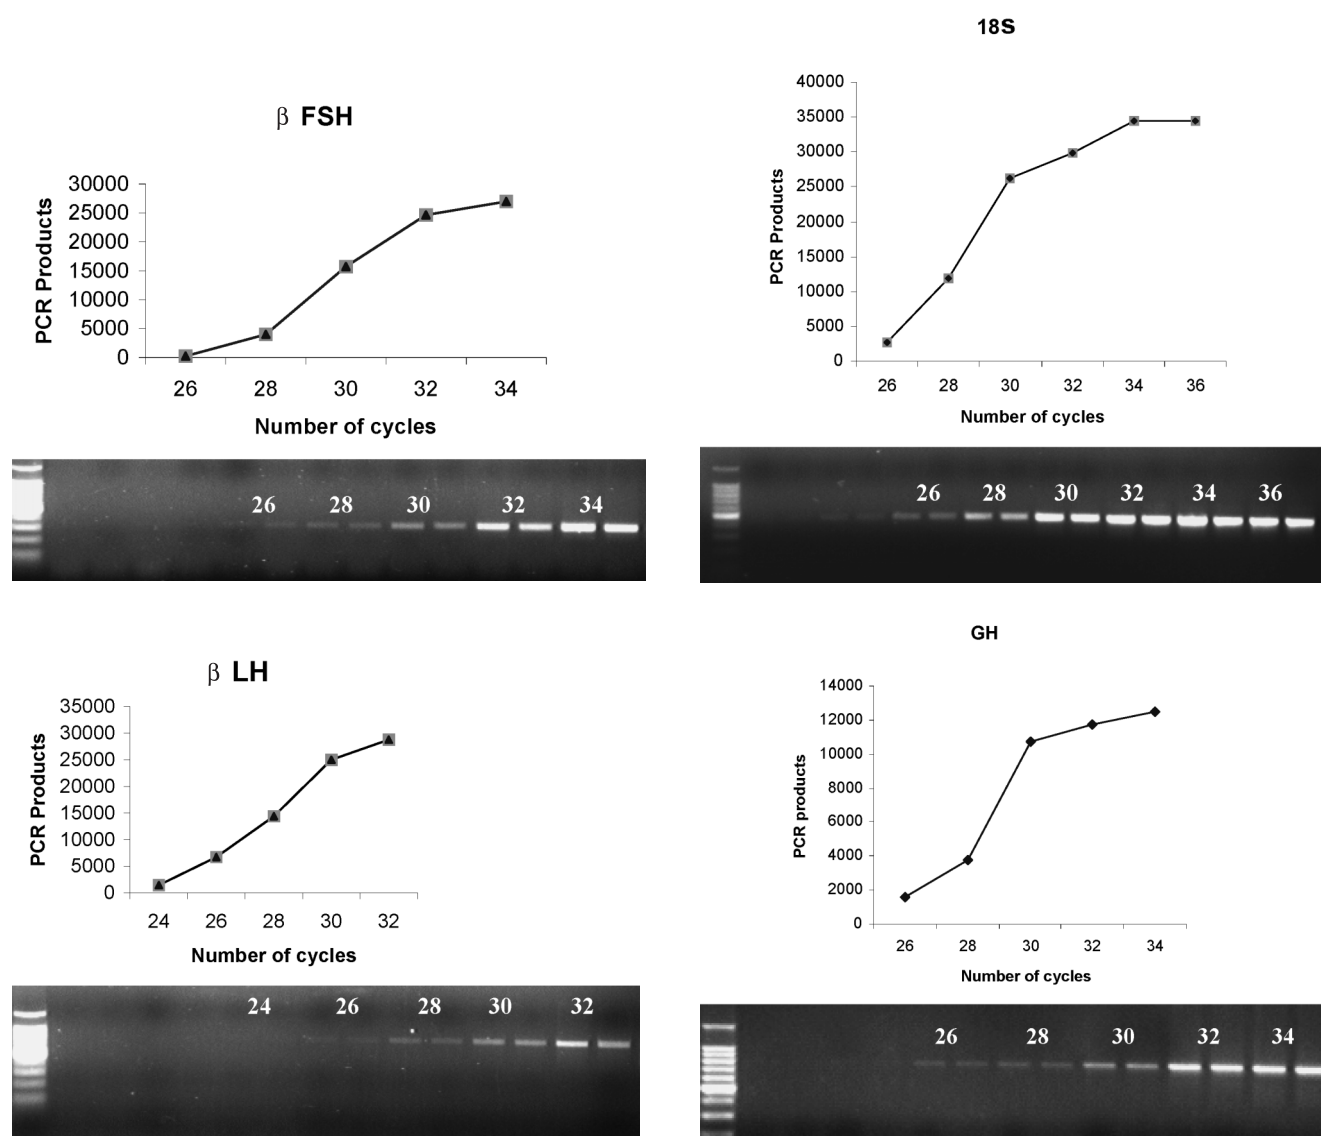 β FSH
30000
25000
20000
15000
10000
5000
0
PCR Products
26 28 30 32 34
Number of cycles
26 28 30 32 34
18S
40000
35000
30000
25000
20000
15000
10000
5000
0
PCR Products
26 28 30 32 34 36
Number of cycles
26 28 30 32 34 36
β LH
35000
30000
25000
20000
15000
10000
5000
0
PCR Products
24 26 28 30 32
Number of cycles
24 26 28 30 32
GH
14000
12000
10000
8000
6000
4000
2000
0
PCR products
26 28 30 32 34
Number of cycles
26 28 30 32 34